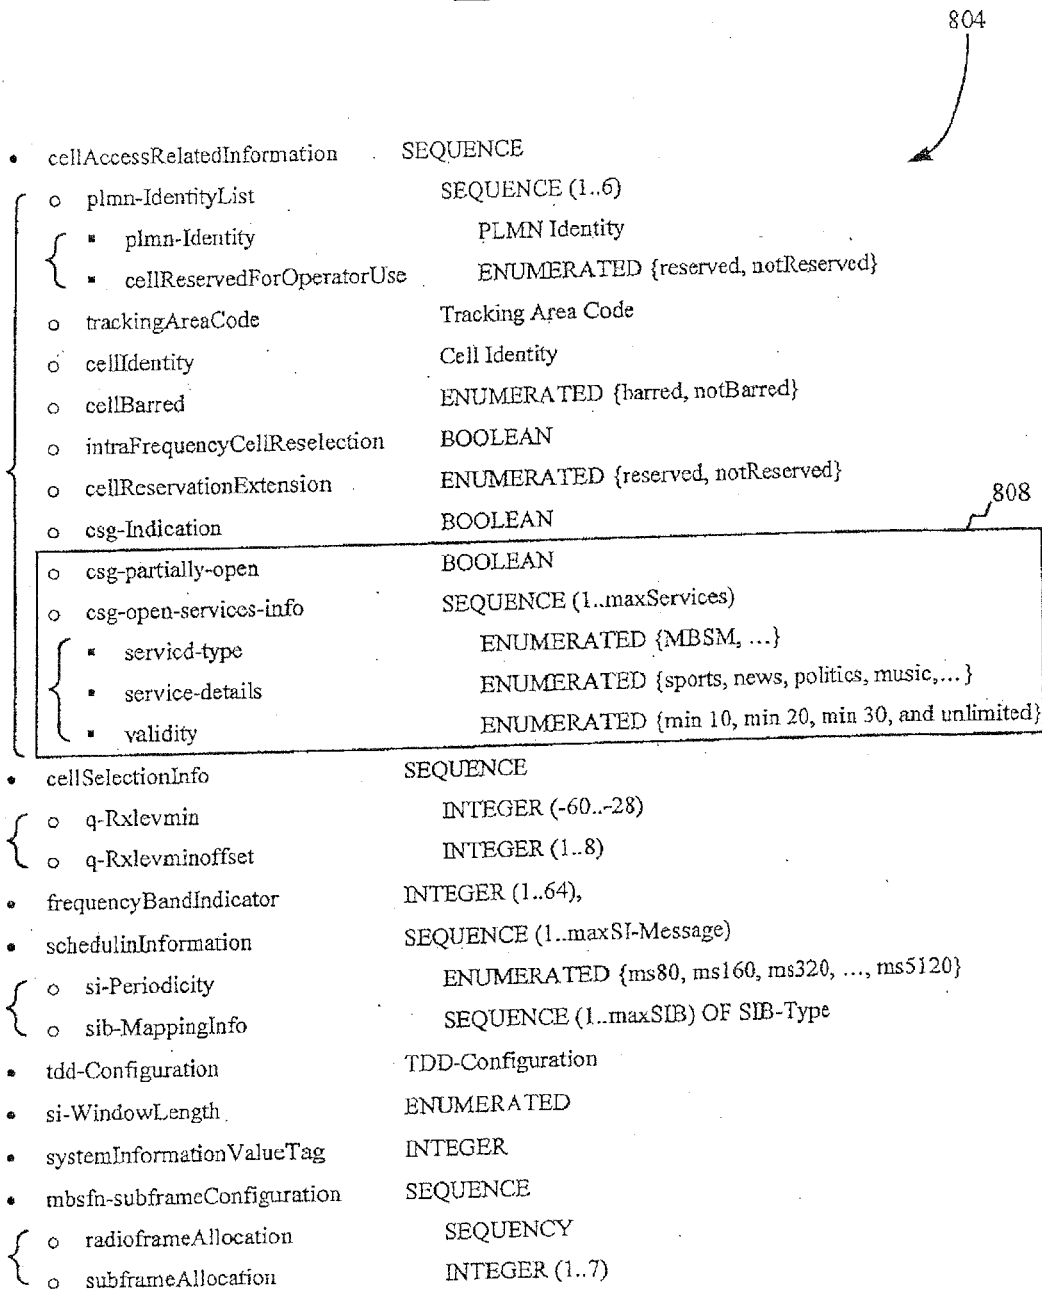 804
• cellAccessRelatedInformation SEQUENCE
o plmn-IdentityList SEQUENCE (1..6)
▪ plmn-Identity PLMN Identity
▪ cellReservedForOperatorUse ENUMERATED {reserved, notReserved}
o trackingAreaCode Tracking Area Code
o cellIdentity Cell Identity
o cellBarred ENUMERATED {barred, notBarred}
o intraFrequencyCellReselection BOOLEAN
o cellReservationExtension ENUMERATED {reserved, notReserved}
808
o csg-Indication BOOLEAN
o csg-partially-open BOOLEAN
o csg-open-services-info SEQUENCE (1..maxServices)
▪ servicd-type ENUMERATED {MBSM, ...}
▪ service-details ENUMERATED {sports, news, politics, music,...}
▪ validity ENUMERATED {min 10, min 20, min 30, and unlimited}
• cellSelectionInfo SEQUENCE
o q-Rxlevmin INTEGER (-60..-28)
o q-Rxlevminoffset INTEGER (1..8)
• frequencyBandIndicator INTEGER (1..64),
• schedulinInformation SEQUENCE (1..maxSI-Message)
o si-Periodicity ENUMERATED {ms80, ms160, ms320, ..., ms5120}
o sib-MappingInfo SEQUENCE (1..maxSIB) OF SIB-Type
• tdd-Configuration TDD-Configuration
• si-WindowLength ENUMERATED
• systemInformationValueTag INTEGER
• mbsfn-subframeConfiguration SEQUENCE
o radioframeAllocation SEQUENCY
o subframeAllocation INTEGER (1..7)